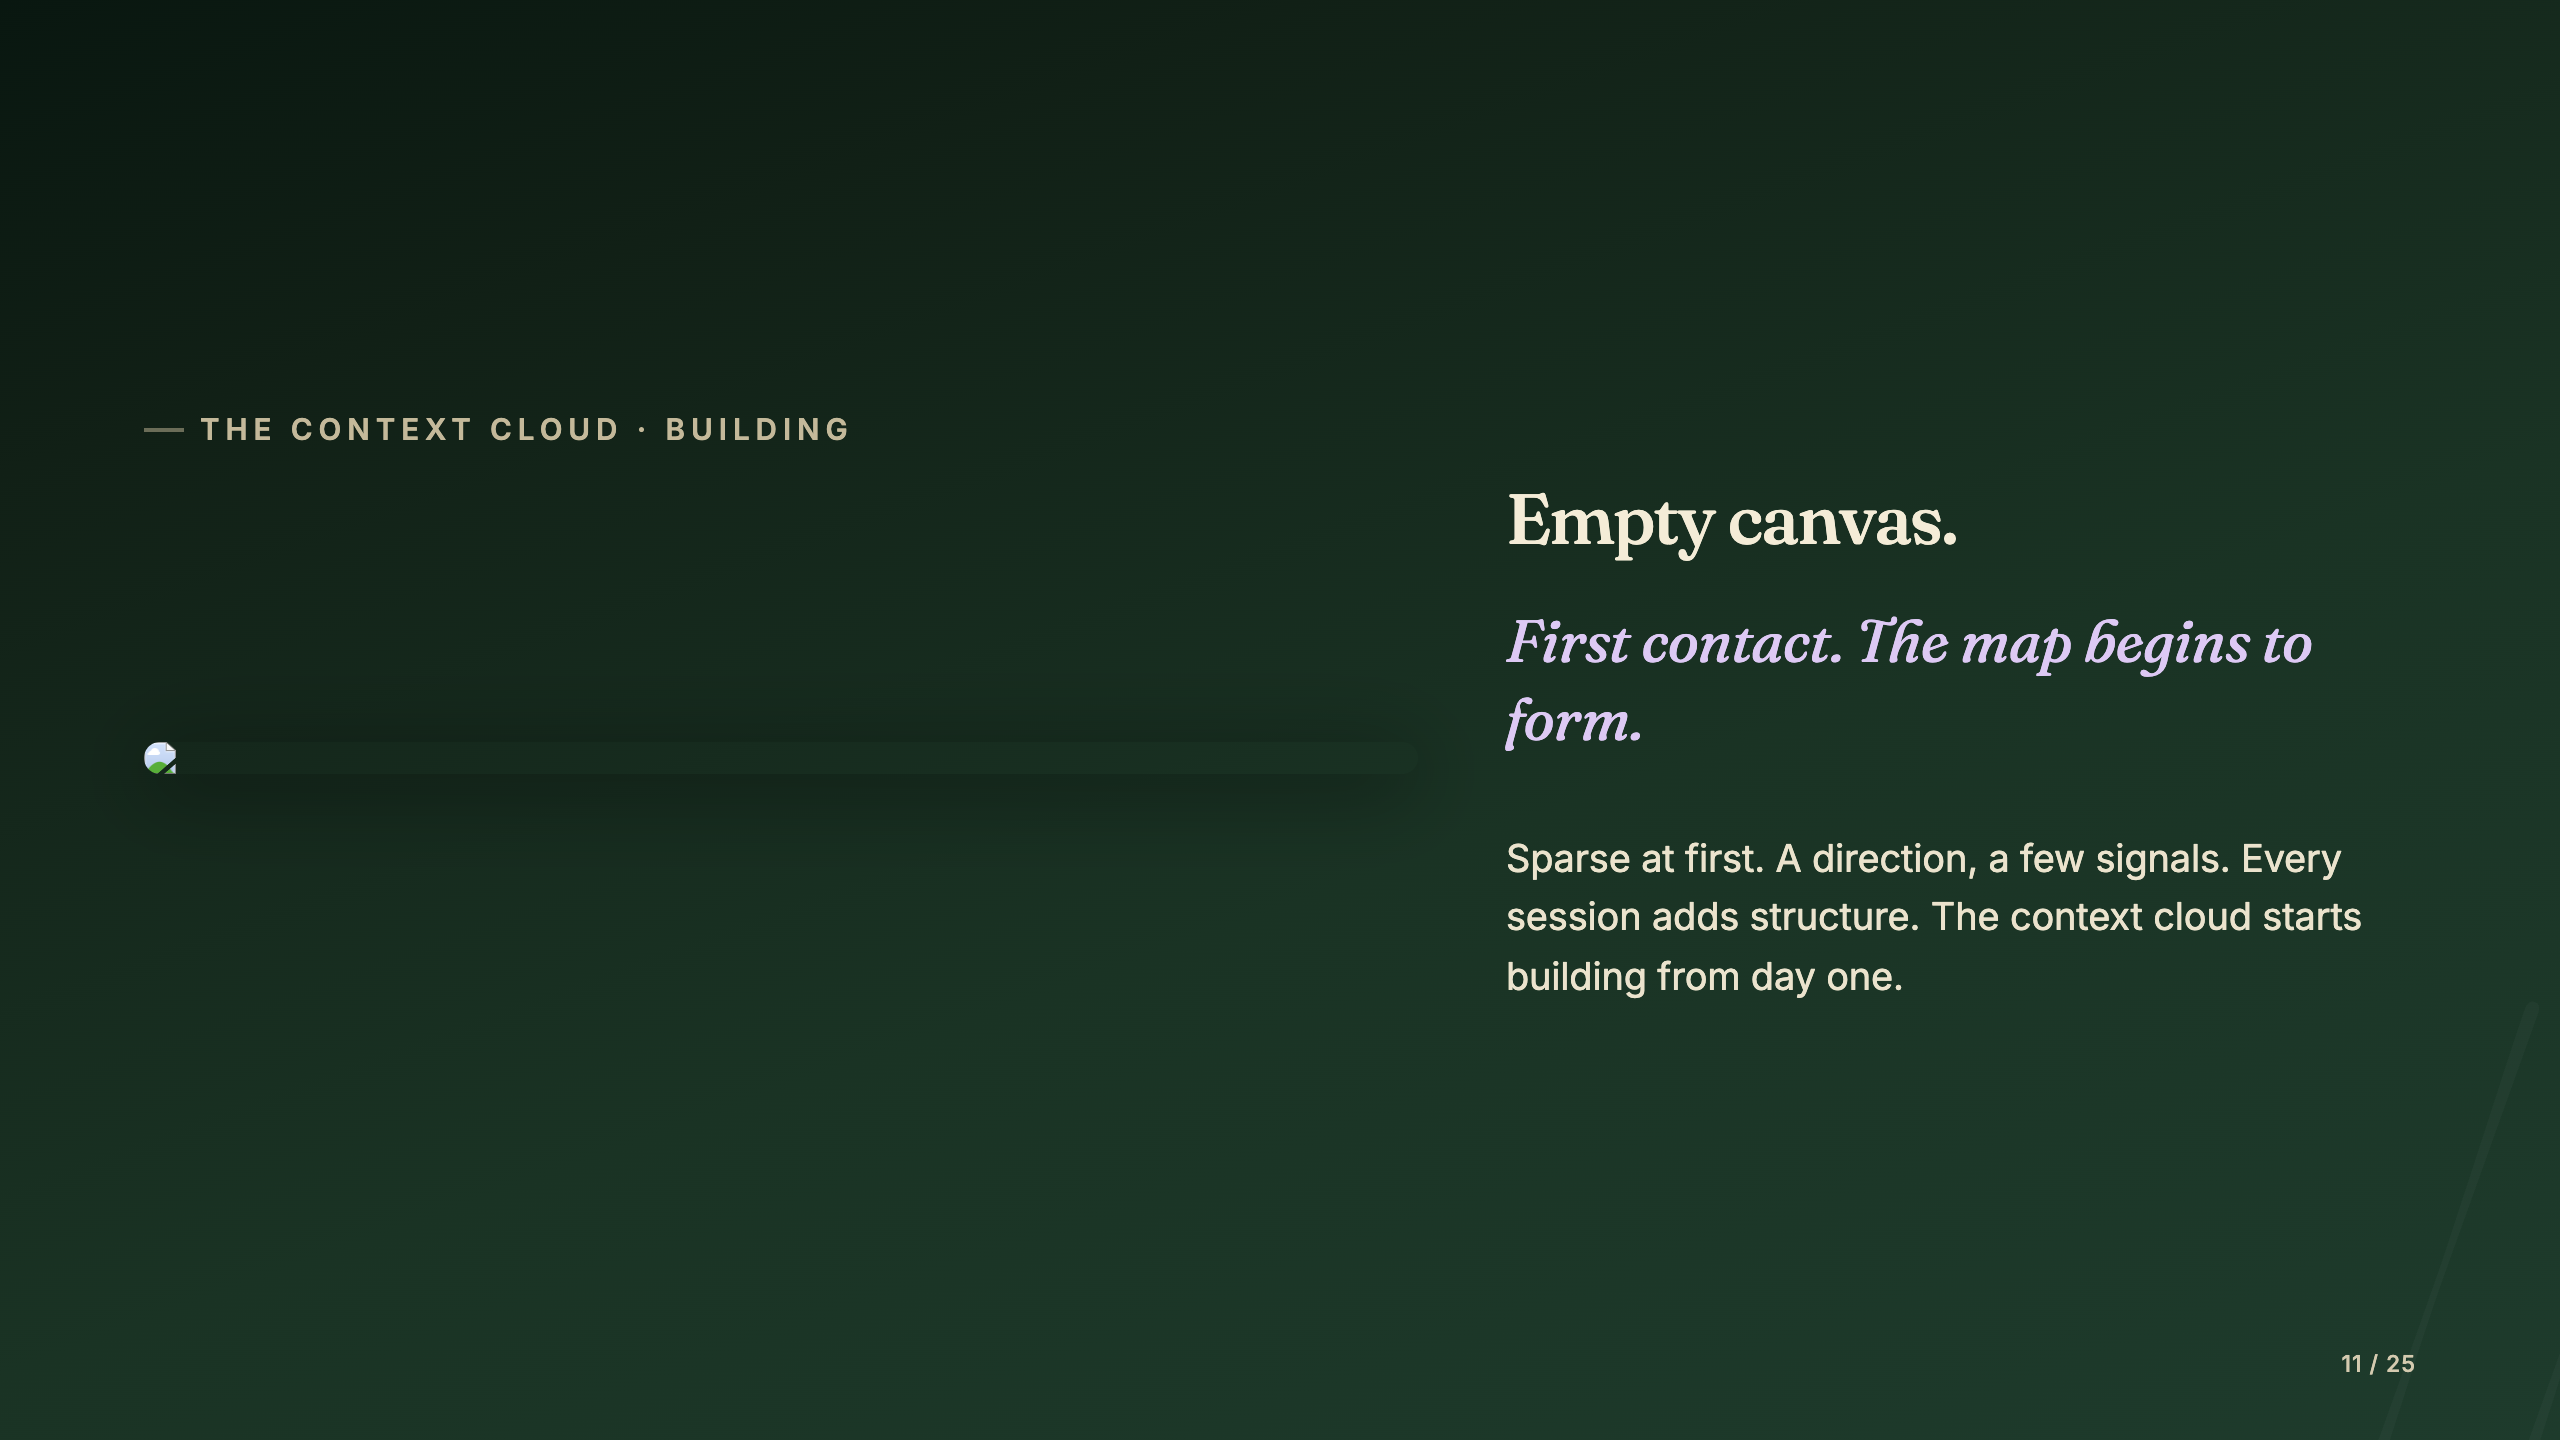 — THE CONTEXT CLOUD · BUILDING
Empty canvas.
First contact. The map begins to
form.
Sparse at first. A direction, a few signals. Every
session adds structure. The context cloud starts
building from day one.
11 / 25